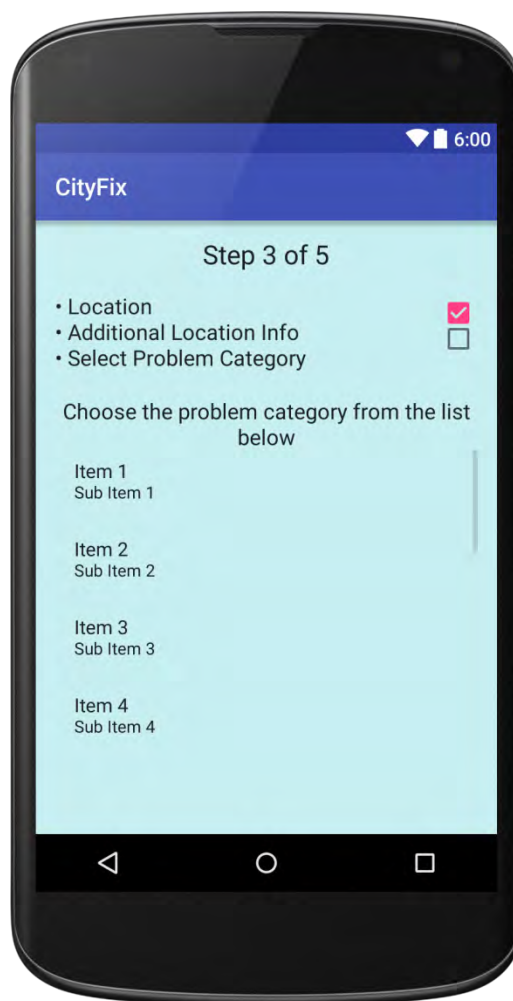 6:00
CityFix
Step 3 of 5
• Location
• Additional Location Info
• Select Problem Category
Choose the problem category from the list
below
Item 1
Sub Item 1
Item 2
Sub Item 2
Item 3
Sub Item 3
Item 4
Sub Item 4